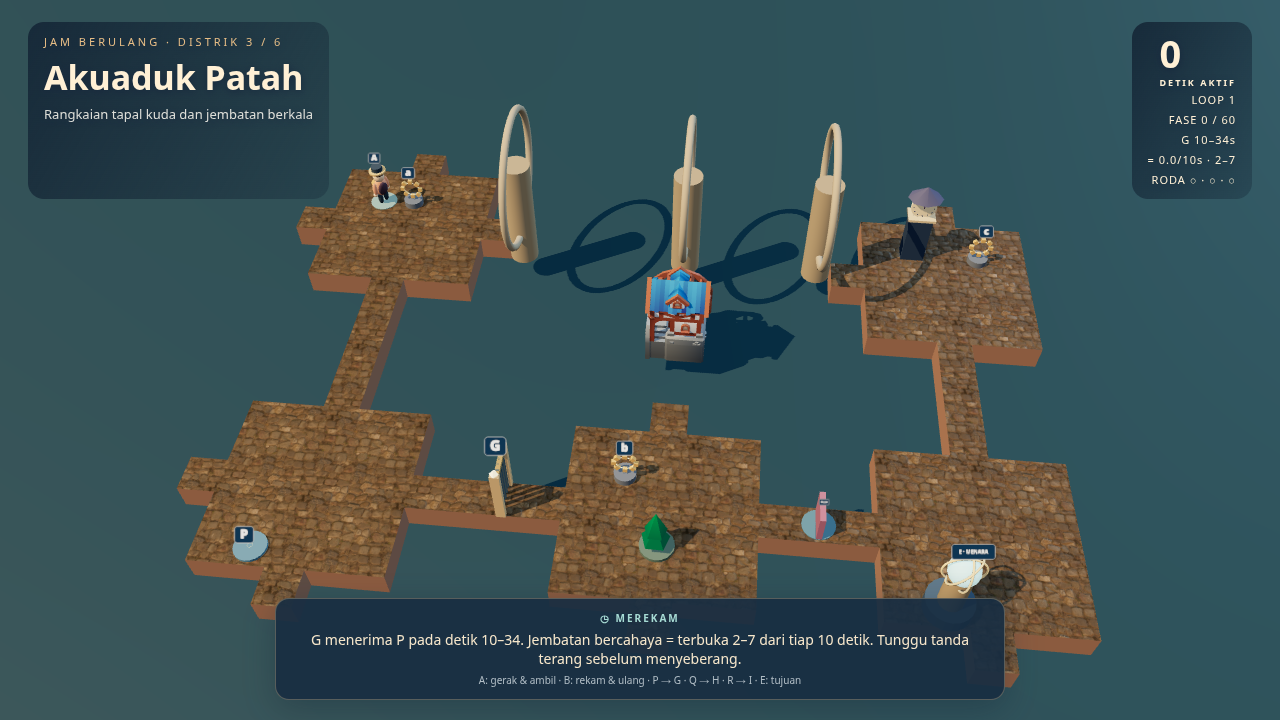 JAM BERULANG · DISTRIK 3 / 6
Akuaduk Patah
Rangkaian tapal kuda dan jembatan berkala
0
DETIK AKTIF
LOOP 1
FASE 0 / 60
G 10–34s
= 0.0/10s · 2–7
RODA ○ · ○ · ○
A
a
c
G
b
P
E · MENARA
◷ MEREKAM
G menerima P pada detik 10–34. Jembatan bercahaya = terbuka 2–7 dari tiap 10 detik. Tunggu tanda
terang sebelum menyeberang.
A: gerak & ambil · B: rekam & ulang · P → G · Q → H · R → I · E: tujuan